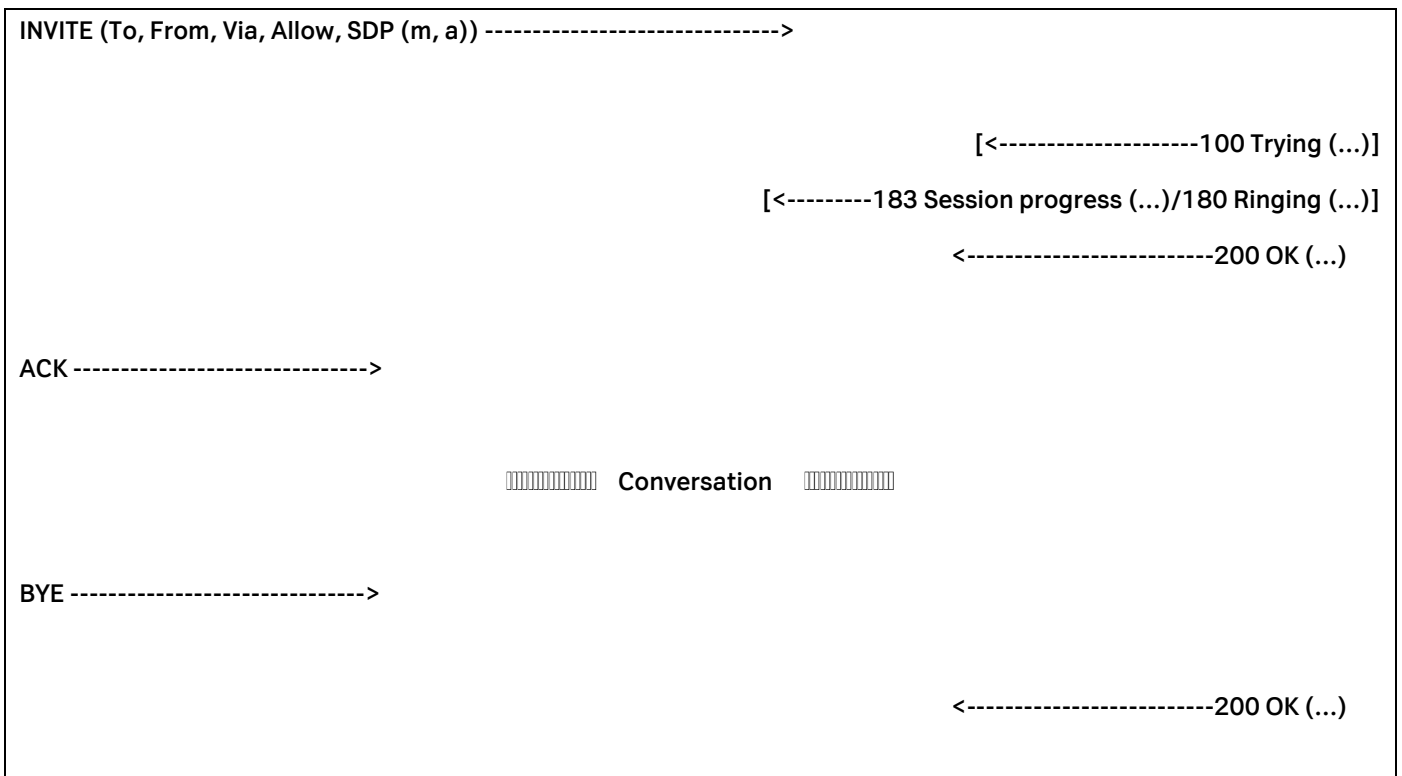 INVITE (To, From, Via, Allow, SDP (m, a)) ------------------------------->
[<---------------------100 Trying (...)]
[<---------183 Session progress (...)/180 Ringing (...)]
<--------------------------200 OK (...)
ACK ------------------------------->
Conversation
BYE ------------------------------->
<--------------------------200 OK (...)